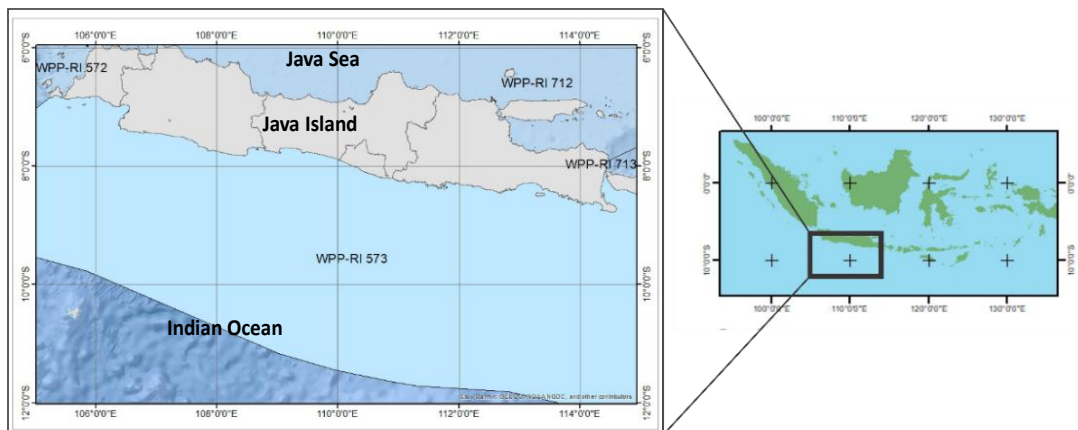 106°0'0"E 108°0'0"E 110°0'0"E 112°0'0"E 114°0'0"E
6°0'0"S
6°0'0"S
Java Sea
WPP-RI 572
WPP-RI 712
Java Island
WPP-RI 713
8°0'0"S
8°0'0"S
WPP-RI 573
10°0'0"S
10°0'0"S
Indian Ocean
and other contributors
12°0'0"S
12°0'0"S
106°0'0"E 108°0'0"E 110°0'0"E 112°0'0"E 114°0'0"E
100°0'0"E 110°0'0"E 120°0'0"E 130°0'0"E
0°0'0"
0°0'0"
10°0'0"S
10°0'0"S
100°0'0"E 110°0'0"E 120°0'0"E 130°0'0"E